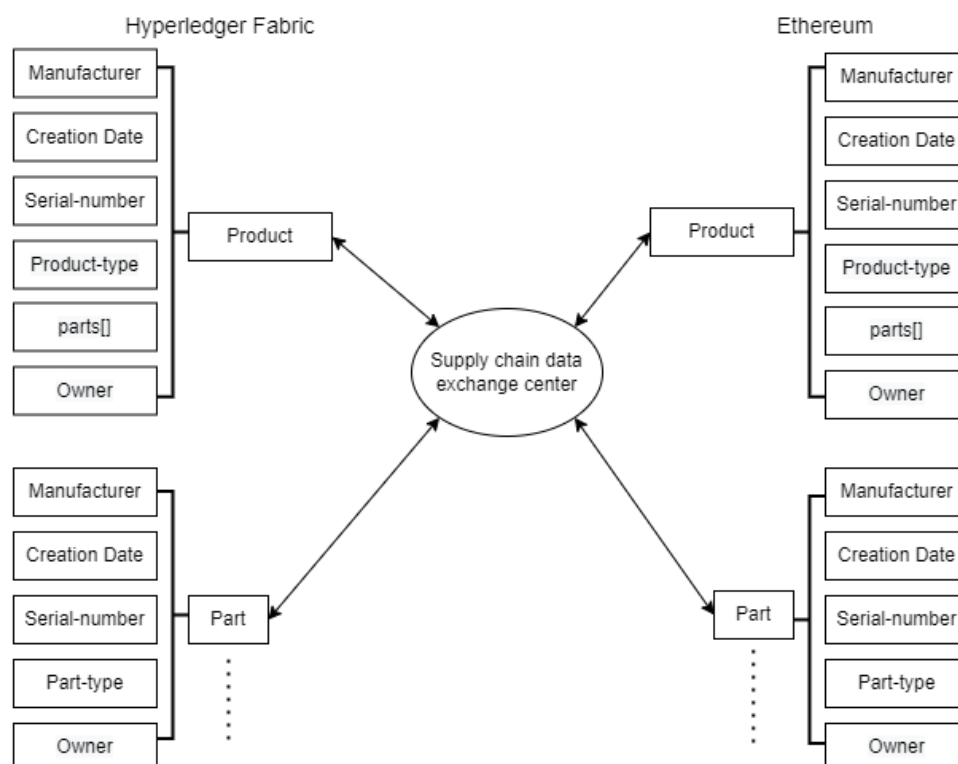 Hyperledger Fabric
Ethereum
Manufacturer
Creation Date
Serial-number
Product-type
parts[]
Owner
Product
Manufacturer
Creation Date
Serial-number
Product-type
parts[]
Owner
Product
Supply chain data
exchange center
Manufacturer
Creation Date
Serial-number
Part-type
Owner
Part
Manufacturer
Creation Date
Serial-number
Part-type
Owner
Part